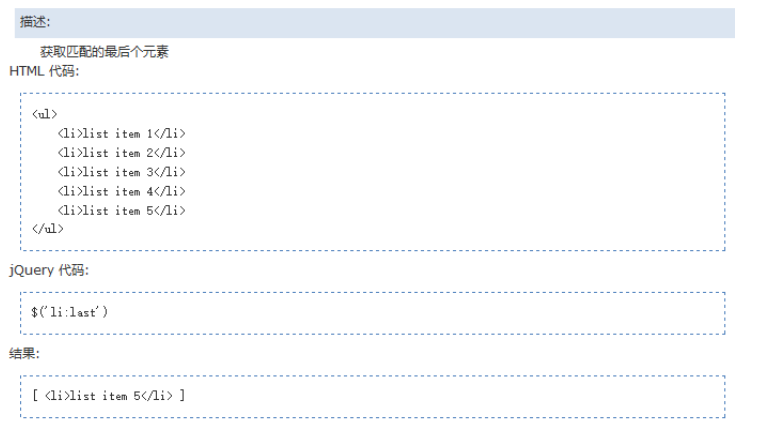 描述:
获取匹配的最后个元素
HTML 代码:
<ul>
<li>list item 1</li>
<li>list item 2</li>
<li>list item 3</li>
<li>list item 4</li>
<li>list item 5</li>
</ul>
jQuery 代码:
$('li:last')
结果:
[ <li>list item 5</li> ]